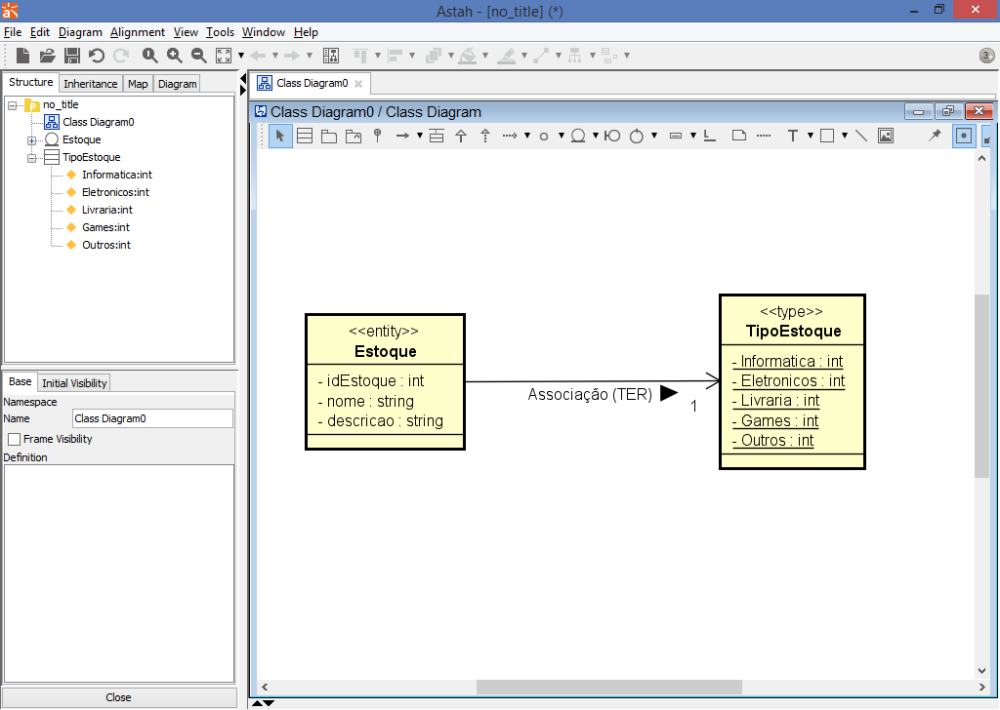 Astah - [no_title] (*)
File Edit Diagram Alignment View Tools Window Help
3+
Structure Inheritance Map Diagram
no_title
Class Diagram0
Estoque
TipoEstoque
Informatica:int
Eletronicos:int
Livraria:int
Games:int
Outros:int
Base Initial Visibility
Namespace
Name Class Diagram0
Frame Visibility
Definition
Close
Class Diagram0
Class Diagram0 / Class Diagram
T
<<entity>>
Estoque
- idEstoque : int
- nome : string
- descricao : string
Associação (TER)
1
<<type>>
TipoEstoque
- Informatica : int
- Eletronicos : int
- Livraria : int
- Games : int
- Outros : int